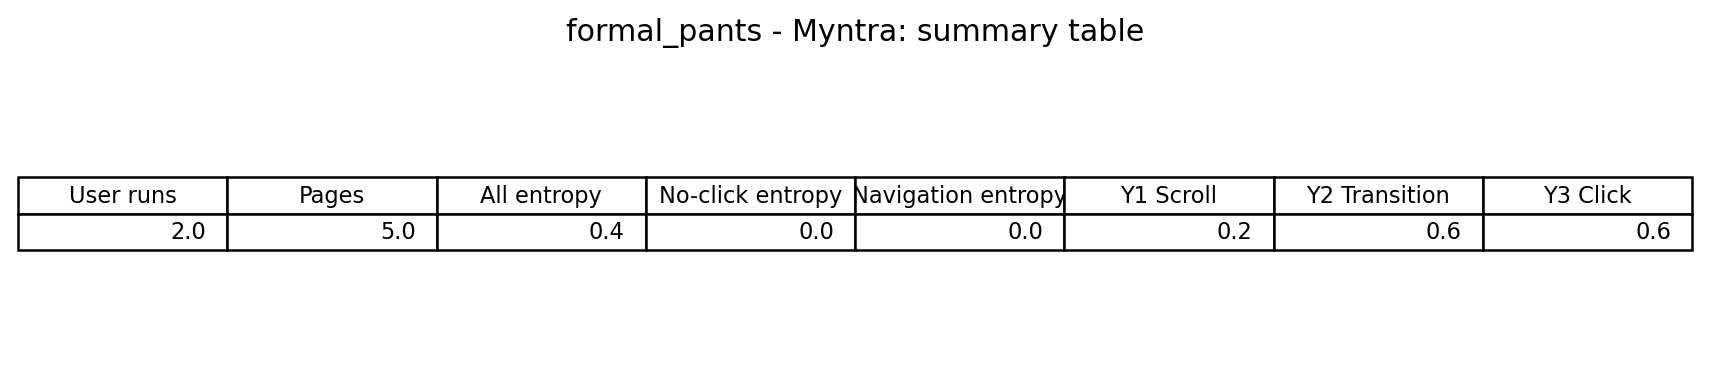 formal_pants - Myntra: summary table
User runs Pages All entropy No-click entropy Navigation entropy Y1 Scroll Y2 Transition Y3 Click
2.0 5.0 0.4 0.0 0.0 0.2 0.6 0.6